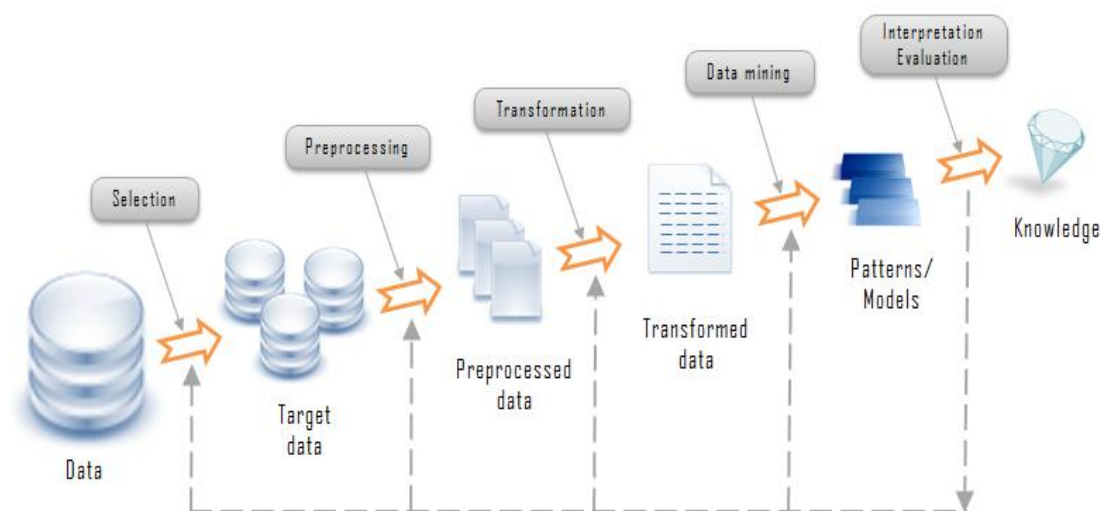 Interpretation
Evaluation
Data mining
Transformation
Preprocessing
Selection
Knowledge
Patterns/
Models
Transformed
data
Preprocessed
data
Target
data
Data